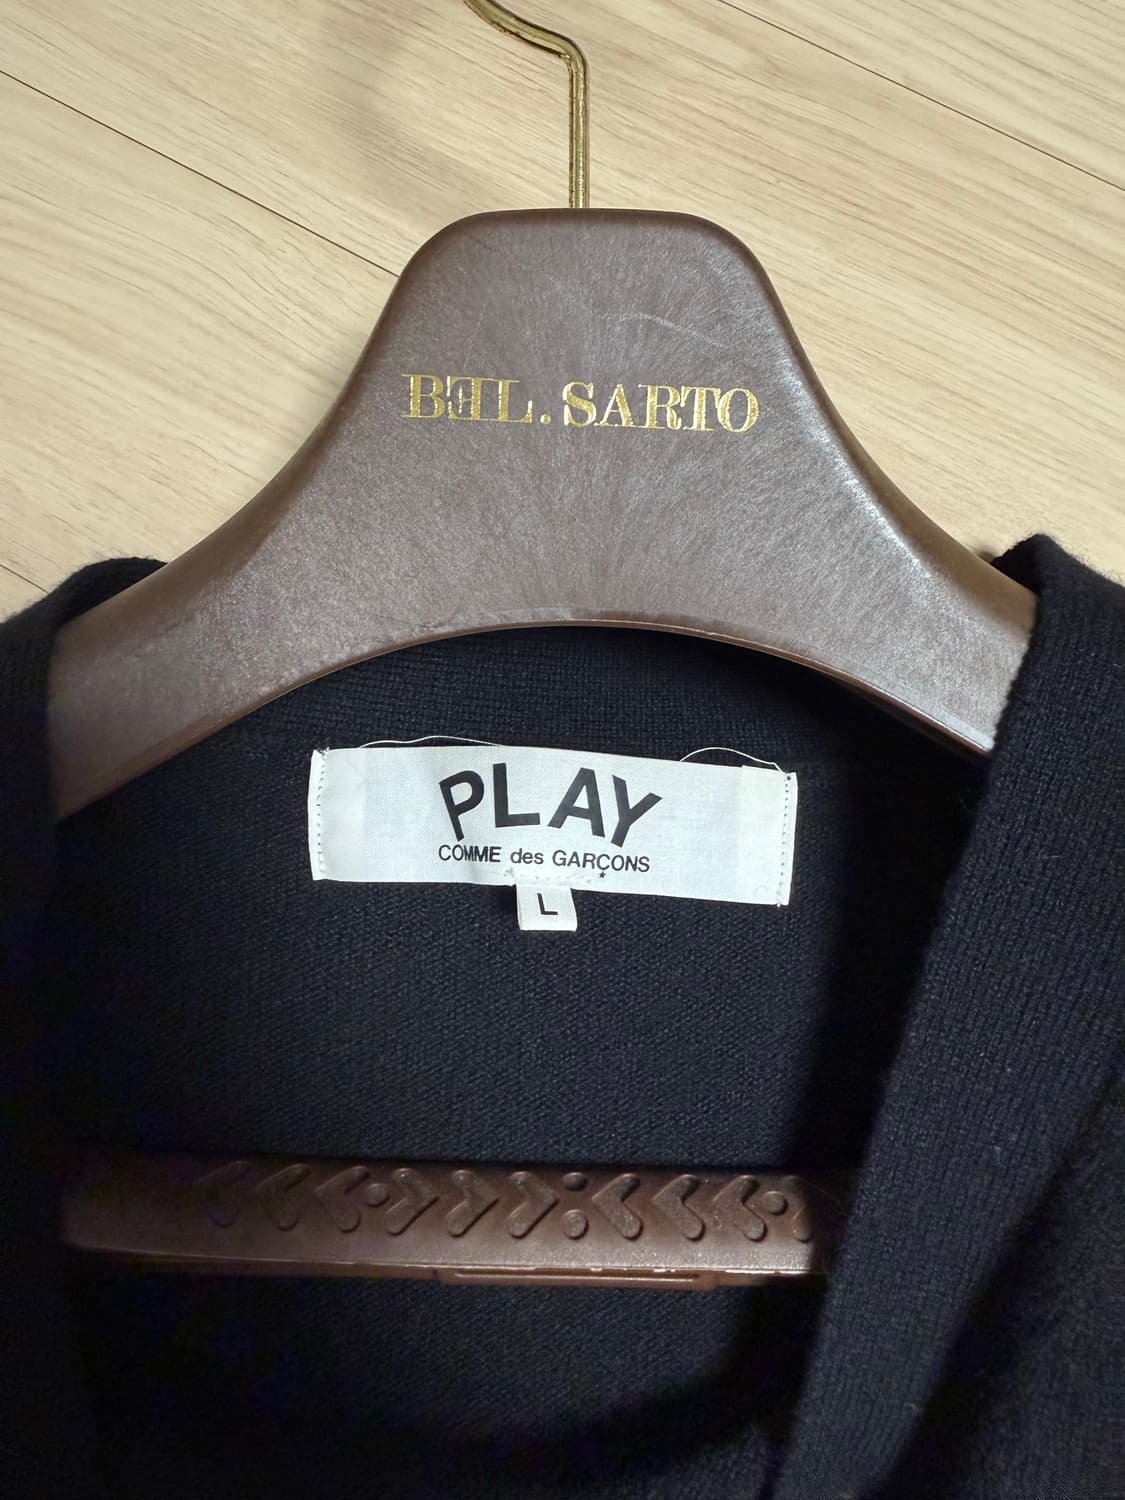 BEL. SARTO
PLAY
COMME des GARÇONS
L